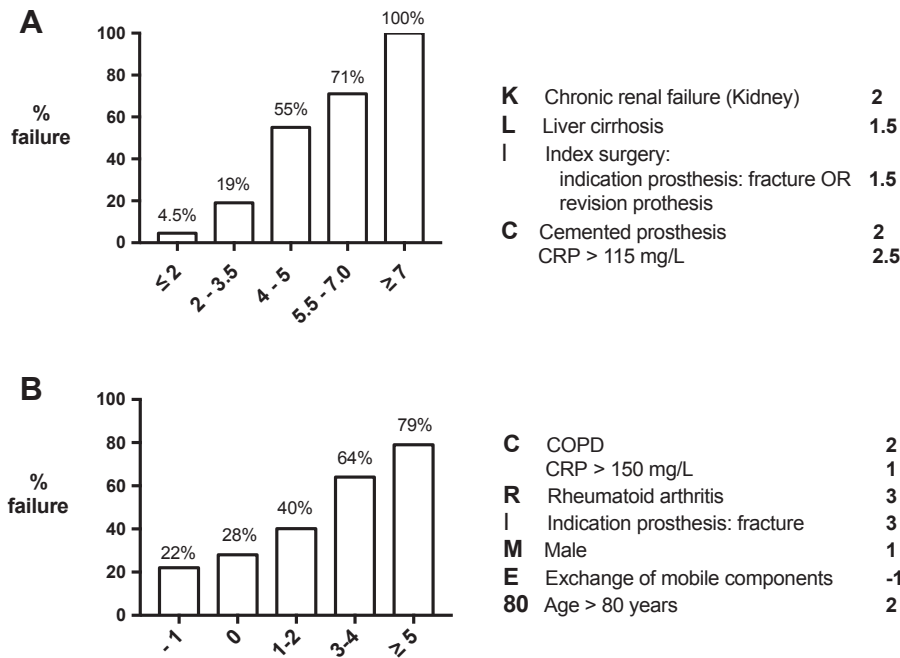 A
100%
100
80
60
40
20
0
%
failure
4.5%
19%
55%
71%
≤ 2
2 - 3.5
4 - 5
5.5 - 7.0
≥ 7
K Chronic renal failure (Kidney) 2
L Liver cirrhosis 1.5
I Index surgery:
indication prosthesis: fracture OR 1.5
revision prothesis
C Cemented prosthesis 2
CRP > 115 mg/L 2.5
B
100
80
60
40
20
0
%
failure
22%
28%
40%
64%
79%
- 1
0
1-2
3-4
≥ 5
C COPD 2
CRP > 150 mg/L 1
R Rheumatoid arthritis 3
I Indication prosthesis: fracture 3
M Male 1
E Exchange of mobile components -1
80 Age > 80 years 2